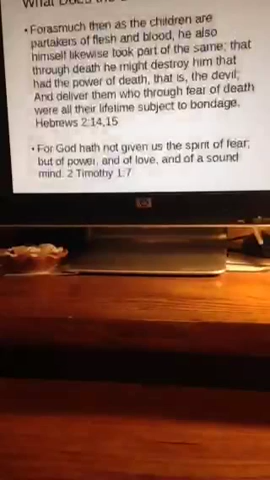 What Does the
• Forasmuch then as the children are
partakers of flesh and blood, he also
himself likewise took part of the same; that
through death he might destroy him that
had the power of death, that is, the devil;
And deliver them who through fear of death
were all their lifetime subject to bondage.
Hebrews 2:14,15
• For God hath not given us the spirit of fear;
but of power, and of love, and of a sound
mind. 2 Timothy 1:7
hp